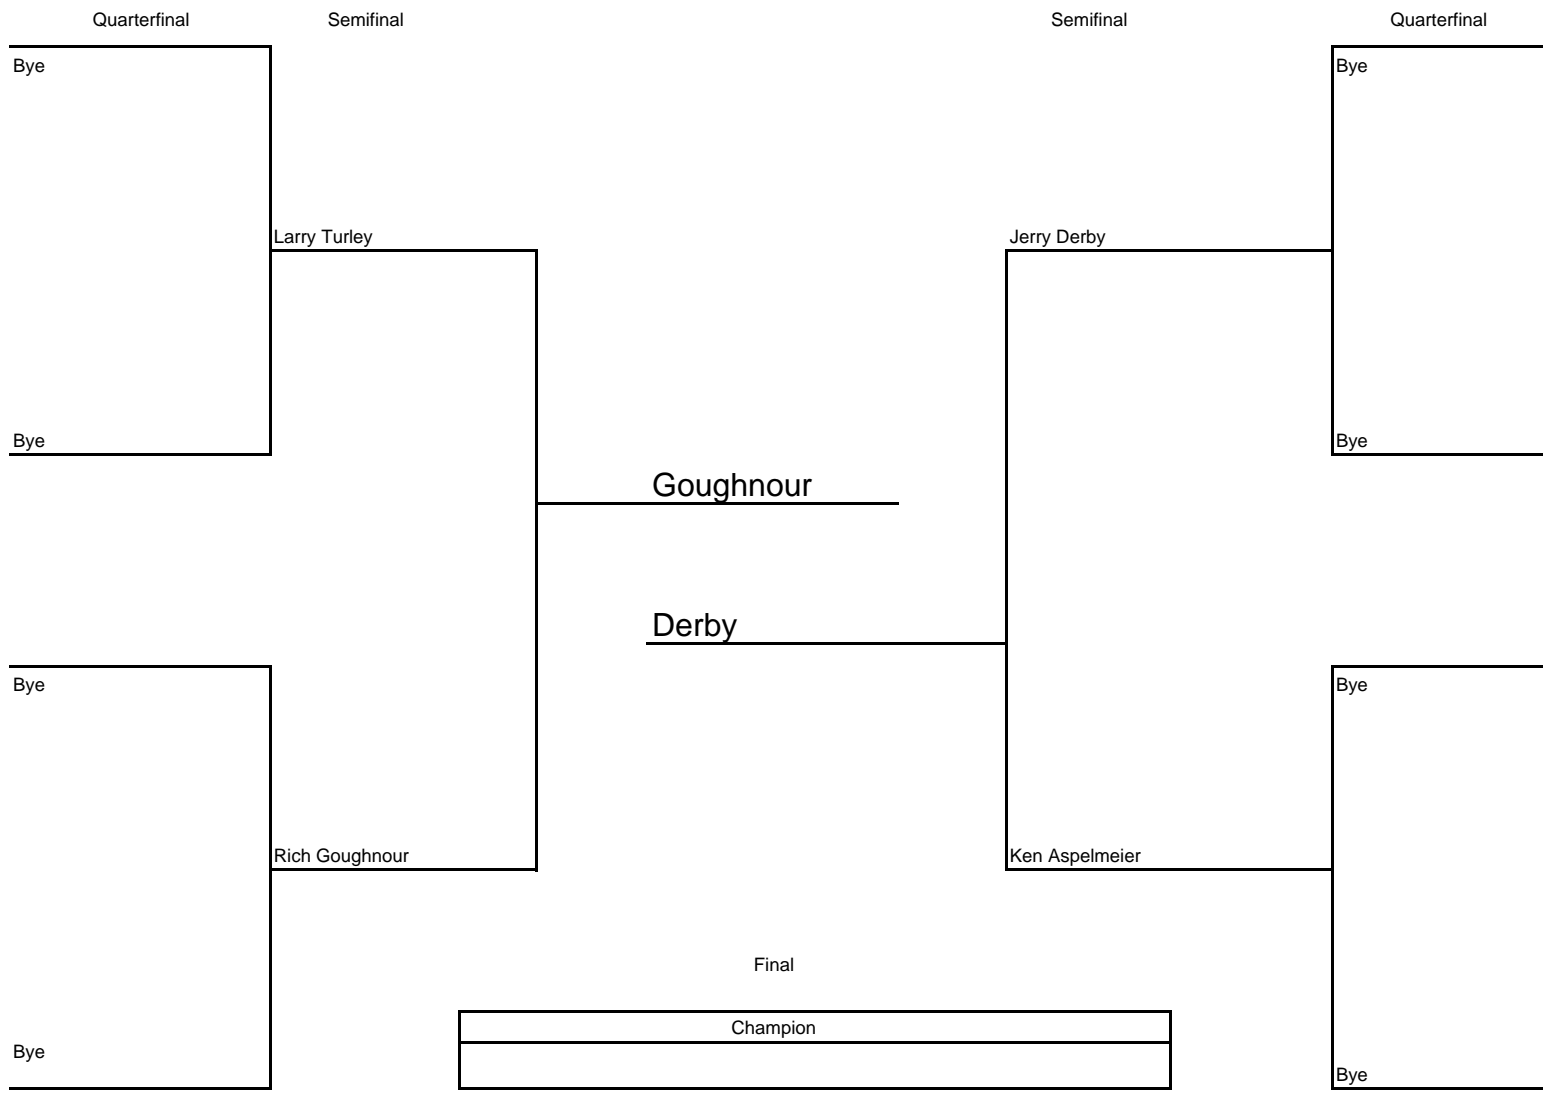 Quarterfinal Semifinal Semifinal Quarterfinal
Bye Bye
Larry Turley Jerry Derby
Bye Bye
Goughnour
Derby
Bye Bye
Rich Goughnour Ken Aspelmeier
Final
Champion
Bye
Bye